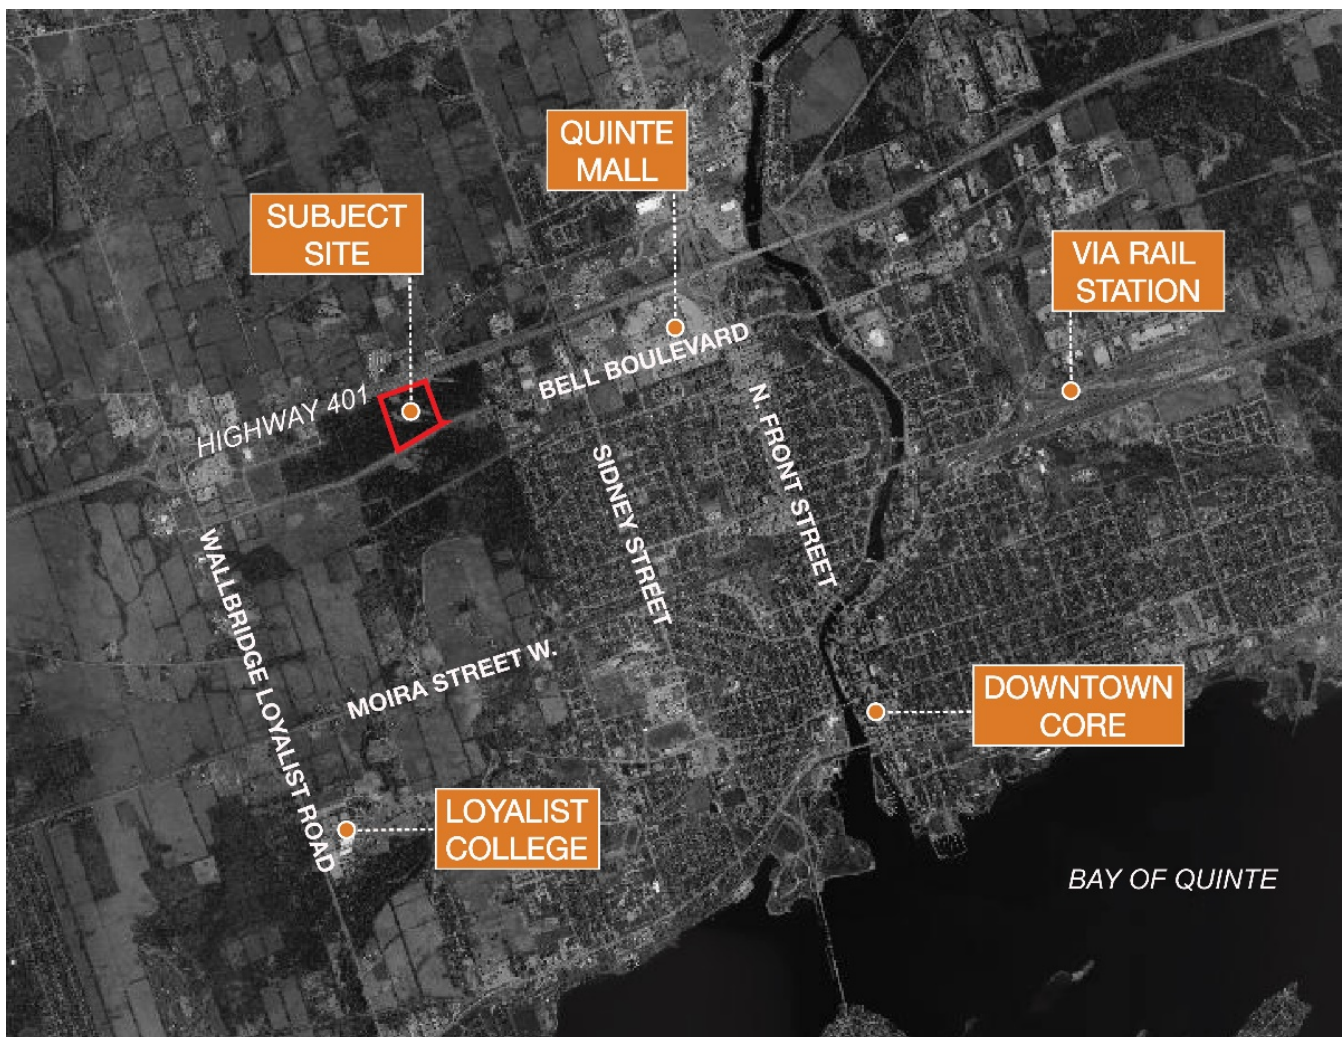 QUINTE
MALL
SUBJECT
SITE
VIA RAIL
STATION
HIGHWAY 401
BELL BOULEVARD
SIDNEY STREET
N. FRONT STREET
WALLBRIDGE LOYALIST ROAD
MOIRA STREET W.
DOWNTOWN
CORE
LOYALIST
COLLEGE
BAY OF QUINTE